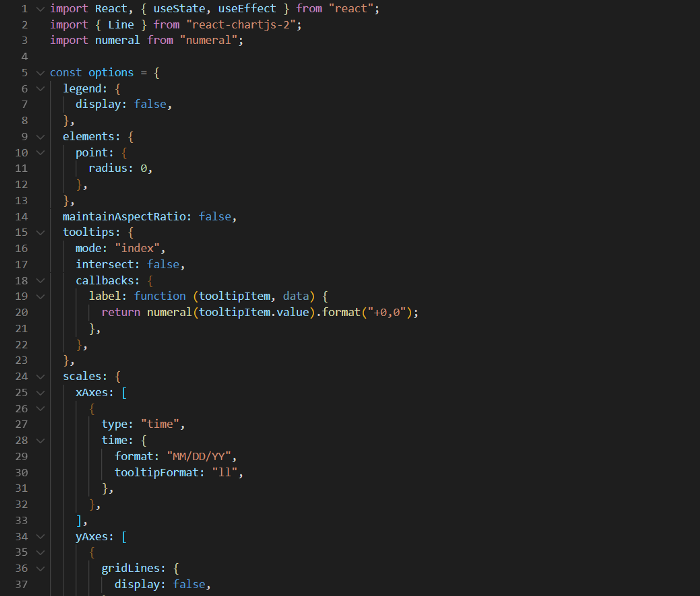 1 import React, { useState, useEffect } from "react";
2 import { Line } from "react-chartjs-2";
3 import numeral from "numeral";
4
5 const options = {
6 legend: {
7 display: false,
8 },
9 elements: {
10 point: {
11 radius: 0,
12 },
13 },
14 maintainAspectRatio: false,
15 tooltips: {
16 mode: "index",
17 intersect: false,
18 callbacks: {
19 label: function (tooltipItem, data) {
20 return numeral(tooltipItem.value).format("+0,0");
21 },
22 },
23 },
24 scales: {
25 xAxes: [
26 {
27 type: "time",
28 time: {
29 format: "MM/DD/YY",
30 tooltipFormat: "ll",
31 },
32 },
33 ],
34 yAxes: [
35 {
36 gridLines: {
37 display: false,